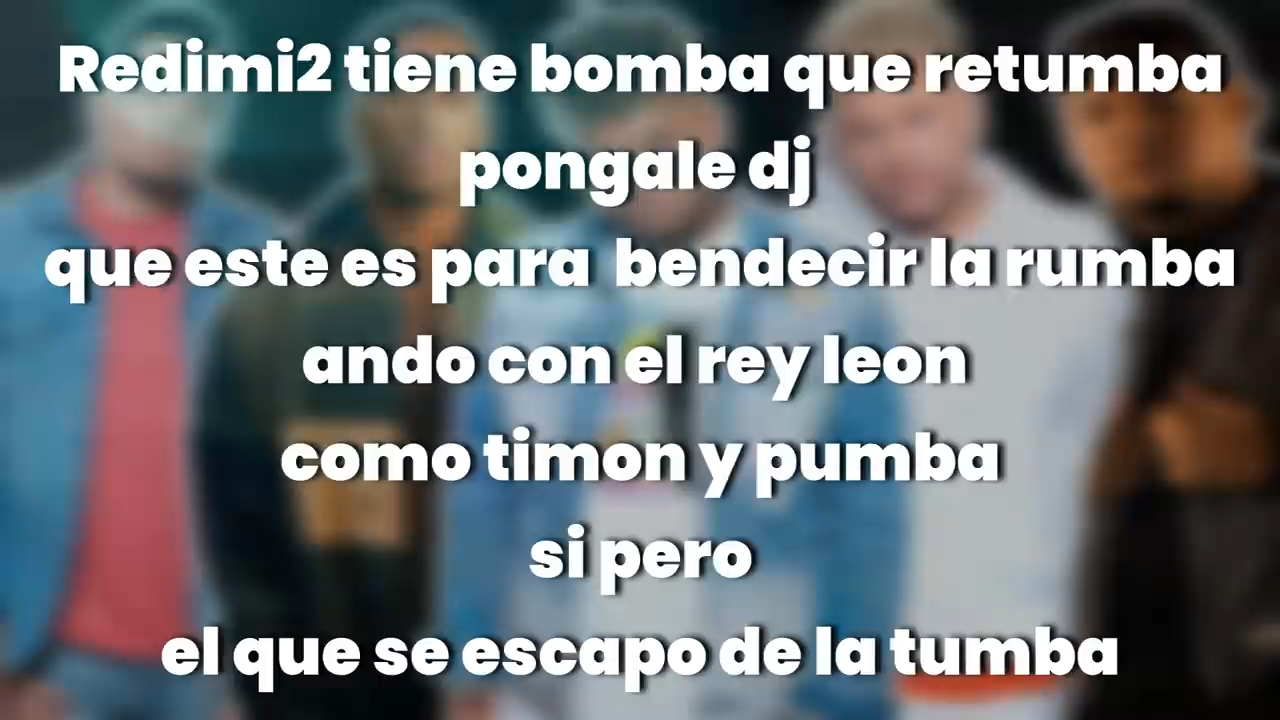 Redimi2 tiene bomba que retumba
pongale dj
que este es para bendecir la rumba
ando con el rey leon
como timon y pumba
si pero
el que se escapo de la tumba